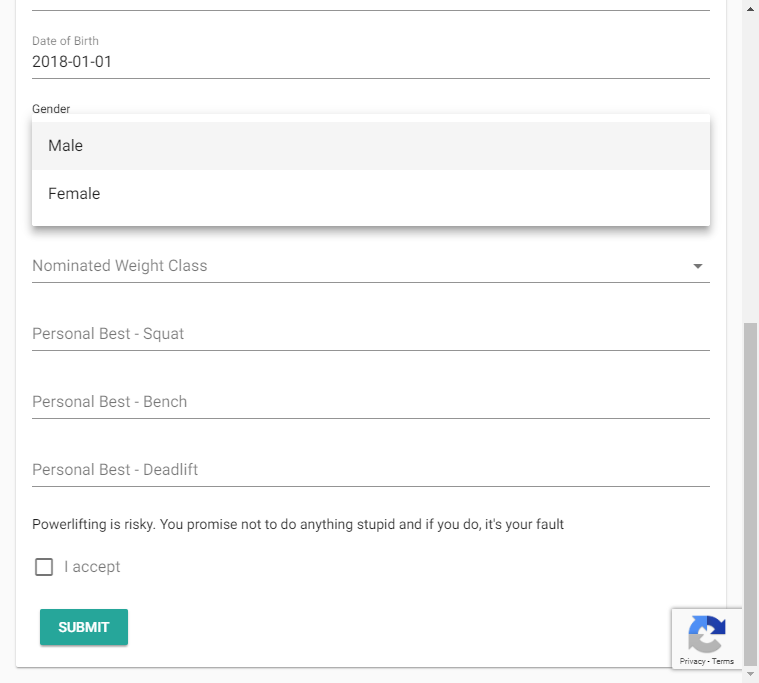 Date of Birth
2018-01-01
Gender
Male
Female
Nominated Weight Class
Personal Best - Squat
Personal Best - Bench
Personal Best - Deadlift
Powerlifting is risky. You promise not to do anything stupid and if you do, it's your fault
I accept
SUBMIT
Privacy - Terms